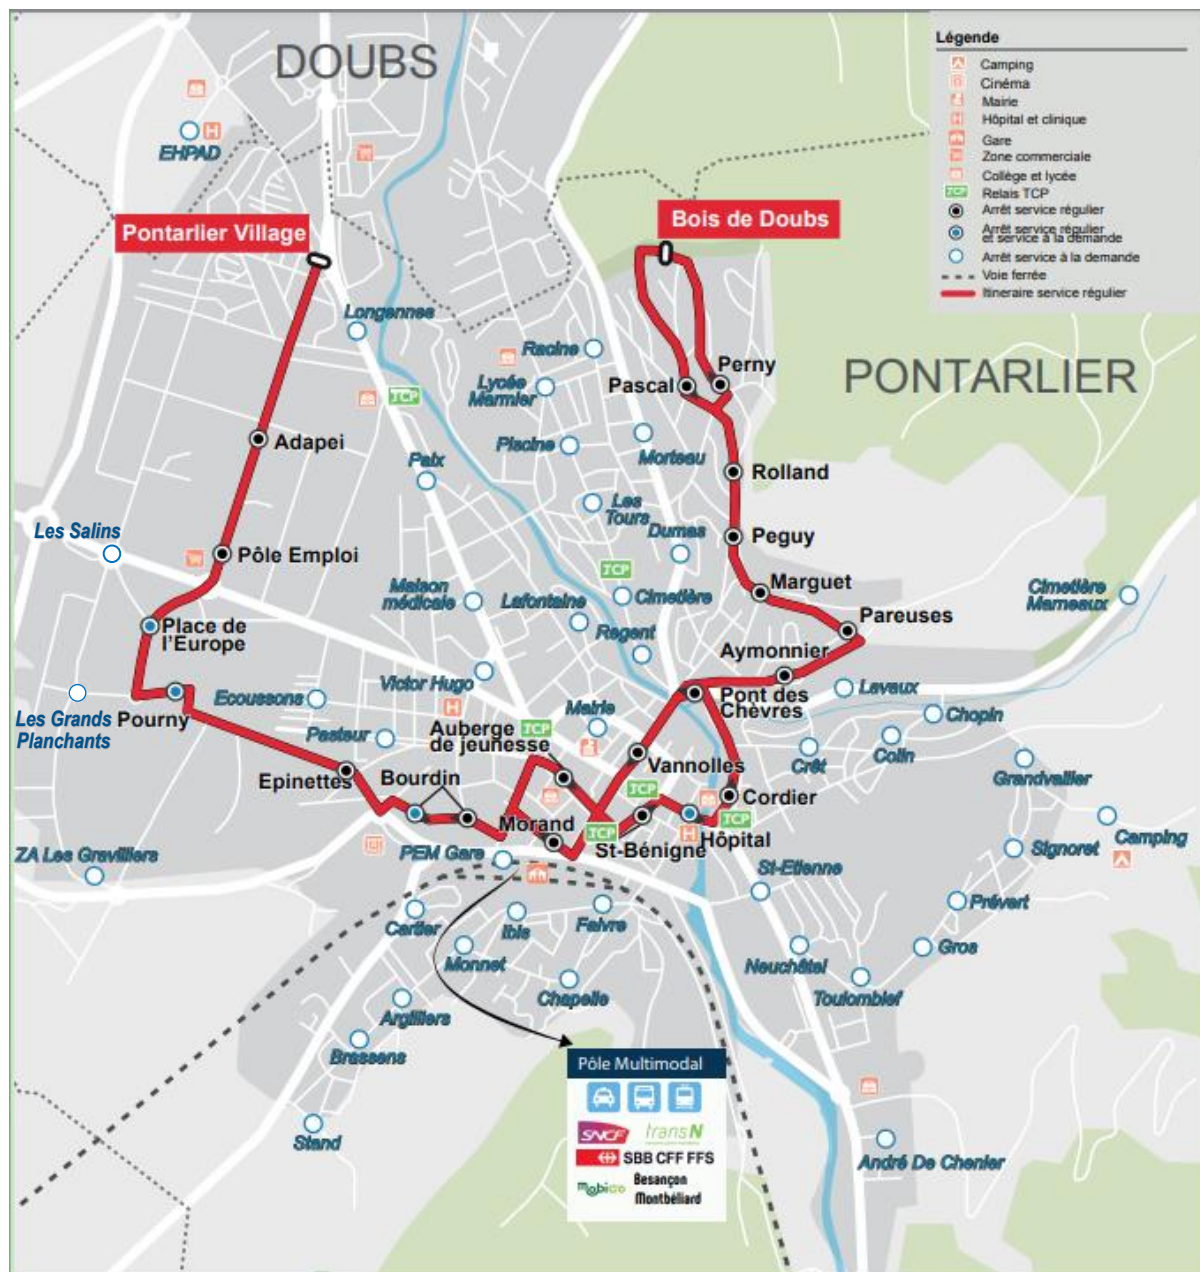 DOUBS
Légende
Camping
Cinéma
Mairie
Hôpital et clinique
Gare
Zone commerciale
Collège et lycée
TCP Relais TCP
Arrêt service régulier
Arrêt service régulier
et service à la demande
Arrêt service à la demande
Voie ferrée
Itineraire service régulier
H
EHPAD
Pontarlier Village
Bois de Doubs
Longennes
Racine
Lycée
Marmier
TCP
Pascal
Perny
PONTARLIER
Adapei
Piscine
Morteau
Paix
Rolland
Les
Tours
Les Salins
Dumas
Peguy
Pôle Emploi
TCP
Maison
médicale
Lafontaine
Cimetière
Marguet
Cimetière
Marneaux
Place de
l'Europe
Regent
Pareuses
Aymonnier
Ecoussons
Victor Hugo
Lavaux
Les Grands
Planchants
Pourny
H
Auberge
de jeunesse
TCP
Mairie
Pont des
Chèvres
Chopin
Pasteur
Colin
Crêt
Grandvallier
Epinettes
Bourdin
Vannolles
TCP
Cordier
Morand
TCP
St-Bénigne
H
Hôpital
TCP
Camping
ZA Les Gravilliers
PEM Gare
St-Etienne
Signoret
Prévert
Cartier
Ibis
Faivre
Monnet
Neuchâtel
Gros
Chapelle
Toulombief
Argilliers
Brassens
Stand
Pôle Multimodal
SNCF
transN
SBB CFF FFS
mobigo
Besançon
Montbéliard
André De Chenier